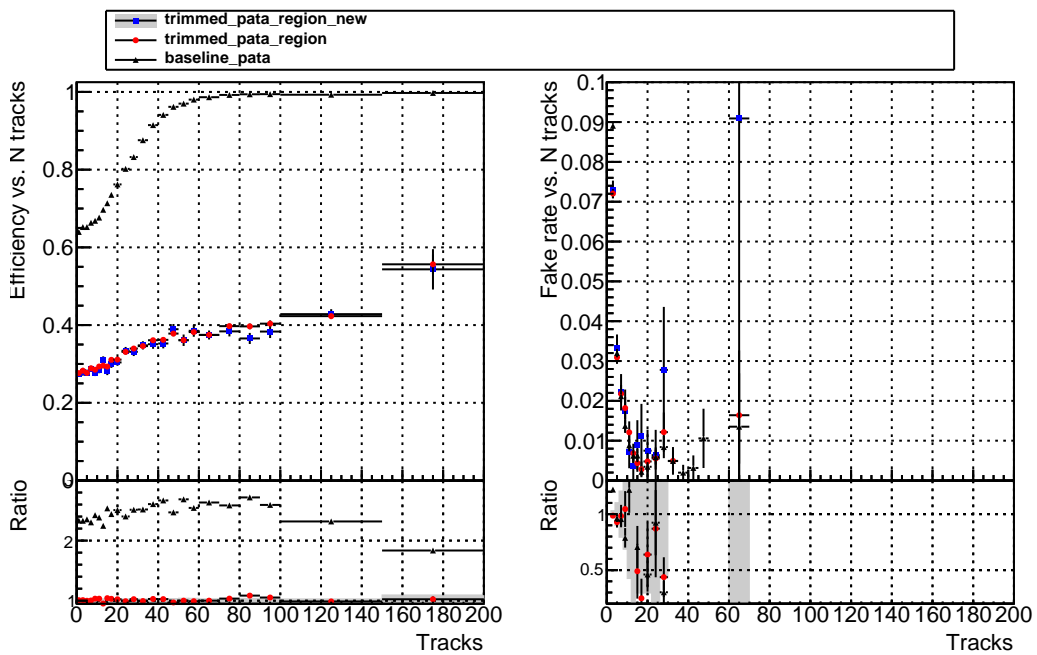 trimmed_pata_region_new
trimmed_pata_region
baseline_pata
Efficiency vs. N tracks
1
0.8
0.6
0.4
0.2
0
Ratio
2
1
0 20 40 60 80 100 120 140 160 180 200
Tracks
Fake rate vs. N tracks
0.1
0.09
0.08
0.07
0.06
0.05
0.04
0.03
0.02
0.01
0
Ratio
1
0.5
0 20 40 60 80 100 120 140 160 180 200
Tracks